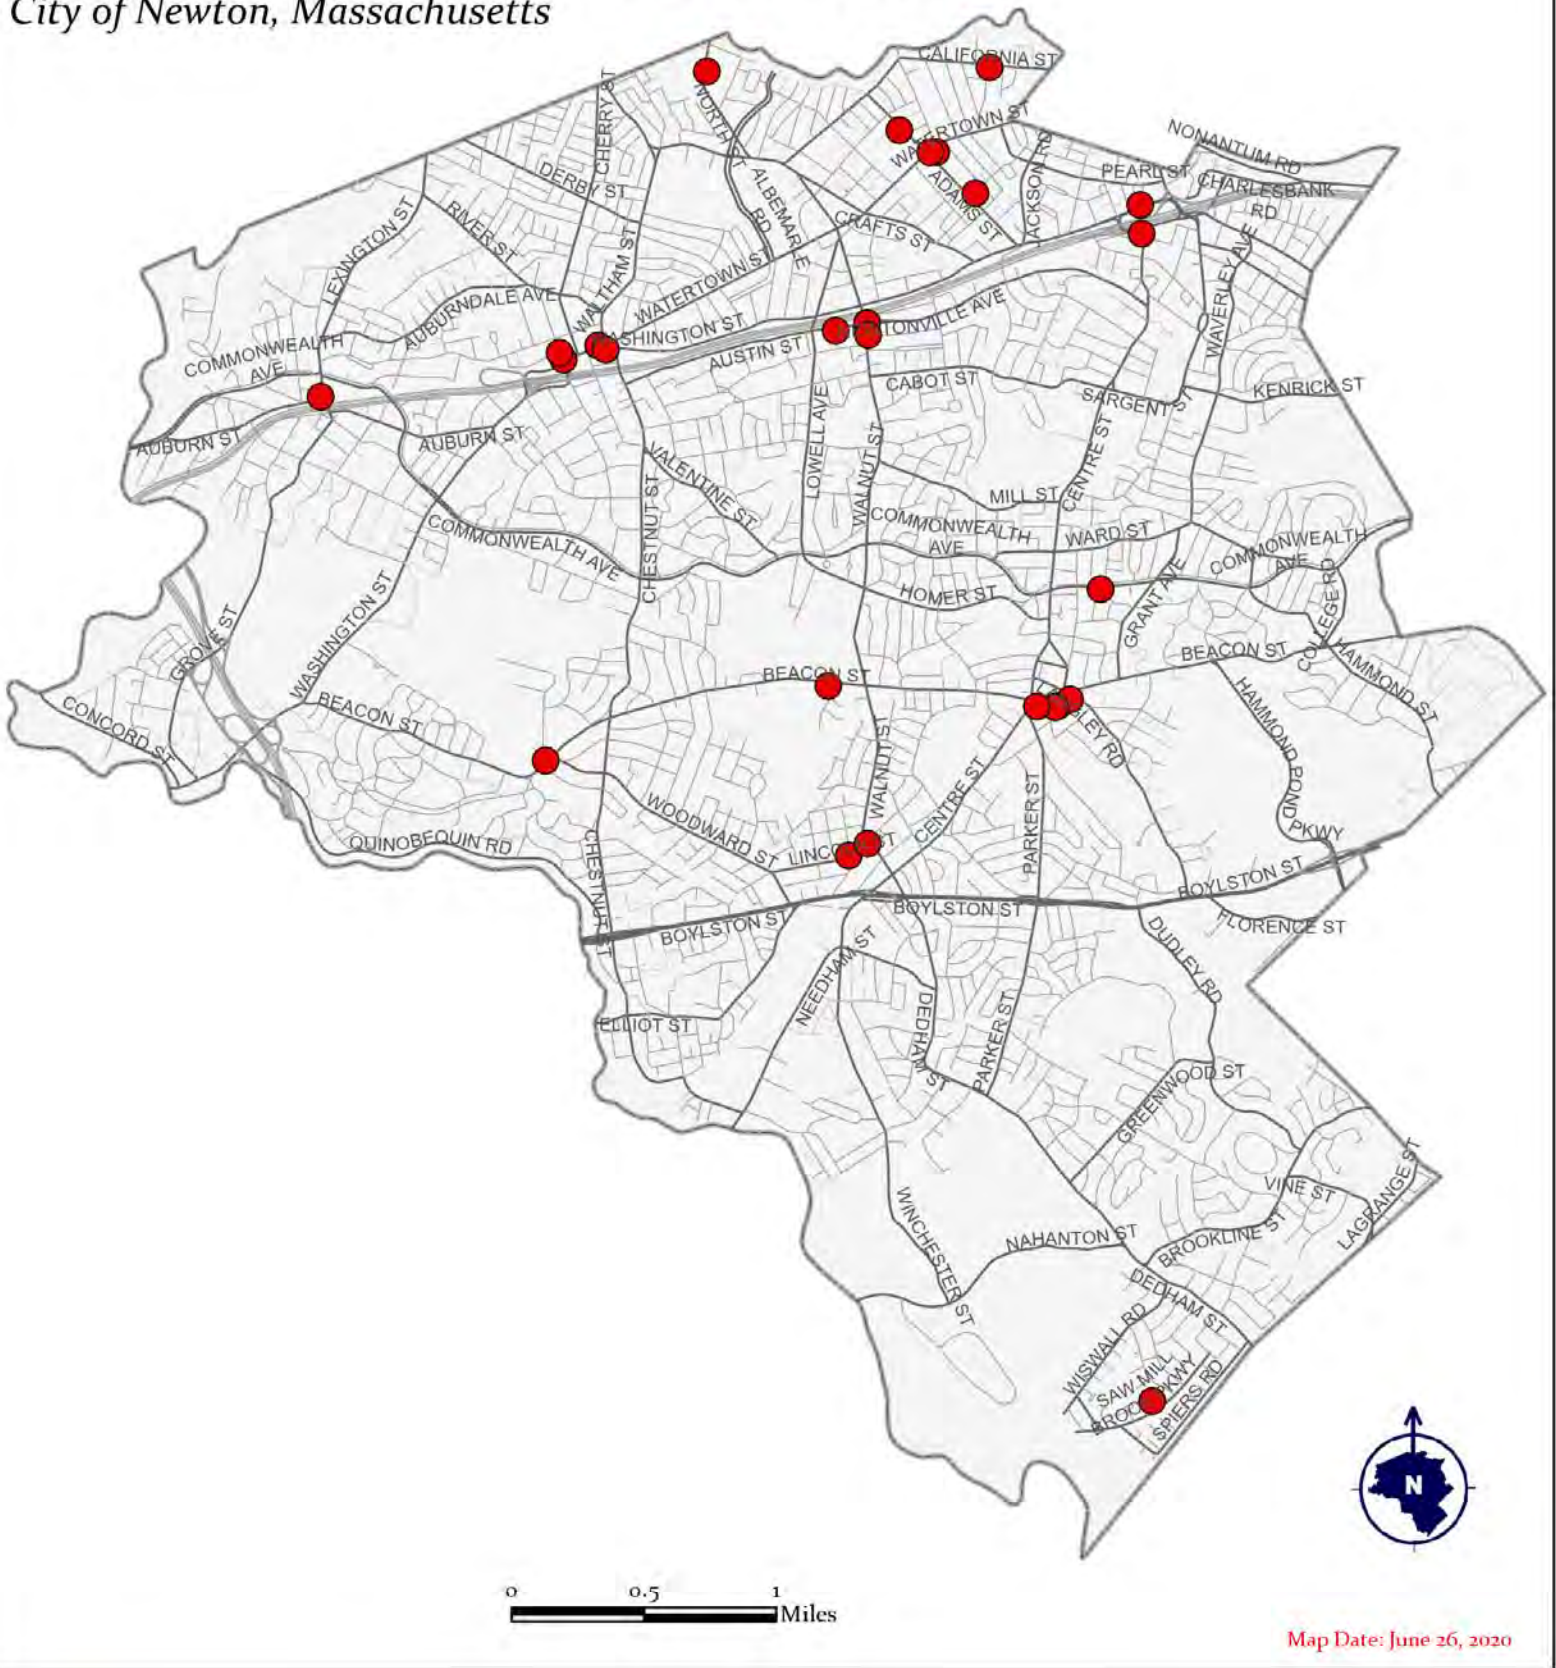 City of Newton, Massachusetts
CALIFORNIA ST
CHERRY ST
NORTH ST
WATERTOWN ST
NONANTUM RD
DERBY ST
ALBEMARLE
RD
ADAMS ST
JACKSON RD
PEARL ST
CHARLESBANK
RD
LEXINGTON ST
RIVER ST
CRAFTS ST
WALTHAM ST
WATERTOWN ST
WAVERLEY AVE
AUBURNDALE AVE
COMMONWEALTH
AVE
WASHINGTON ST
AUSTIN ST
TONVILLE AVE
CABOT ST
SARGENT ST
KENRICK ST
AUBURN ST
AUBURN ST
LOWELL AVE
WALNUT ST
CENTRE ST
VALENTINE ST
CHESTNUT ST
MILL ST
COMMONWEALTH AVE
COMMONWEALTH
AVE
WARD ST
COMMONWEALTH
AVE
HOMER ST
GRANT AVE
COLLEGE RD
GROVE ST
WASHINGTON ST
BEACON ST
BEACON ST
HAMMOND ST
CONCORD ST
BEACON ST
DLEY RD
HAMMOND POND
PKWY
WALNUT ST
CENTRE ST
PARKER ST
WOODWARD ST
LINCOLN ST
QUINOBEQUIN RD
CHESTNUT ST
BOYLSTON ST
BOYLSTON ST
BOYLSTON ST
FLORENCE ST
NEEDHAM ST
DUDLEY RD
DEDHAM ST
PARKER ST
ELLIOT ST
GREENWOOD ST
VINE ST
LAGRANGE ST
WINCHESTER ST
NAHANTON ST
BROOKLINE ST
DEDHAM ST
WISWALL RD
SAW MILL
BROOK PKWY
SPIERS RD
N
0 0.5 1
Miles
Map Date: June 26, 2020